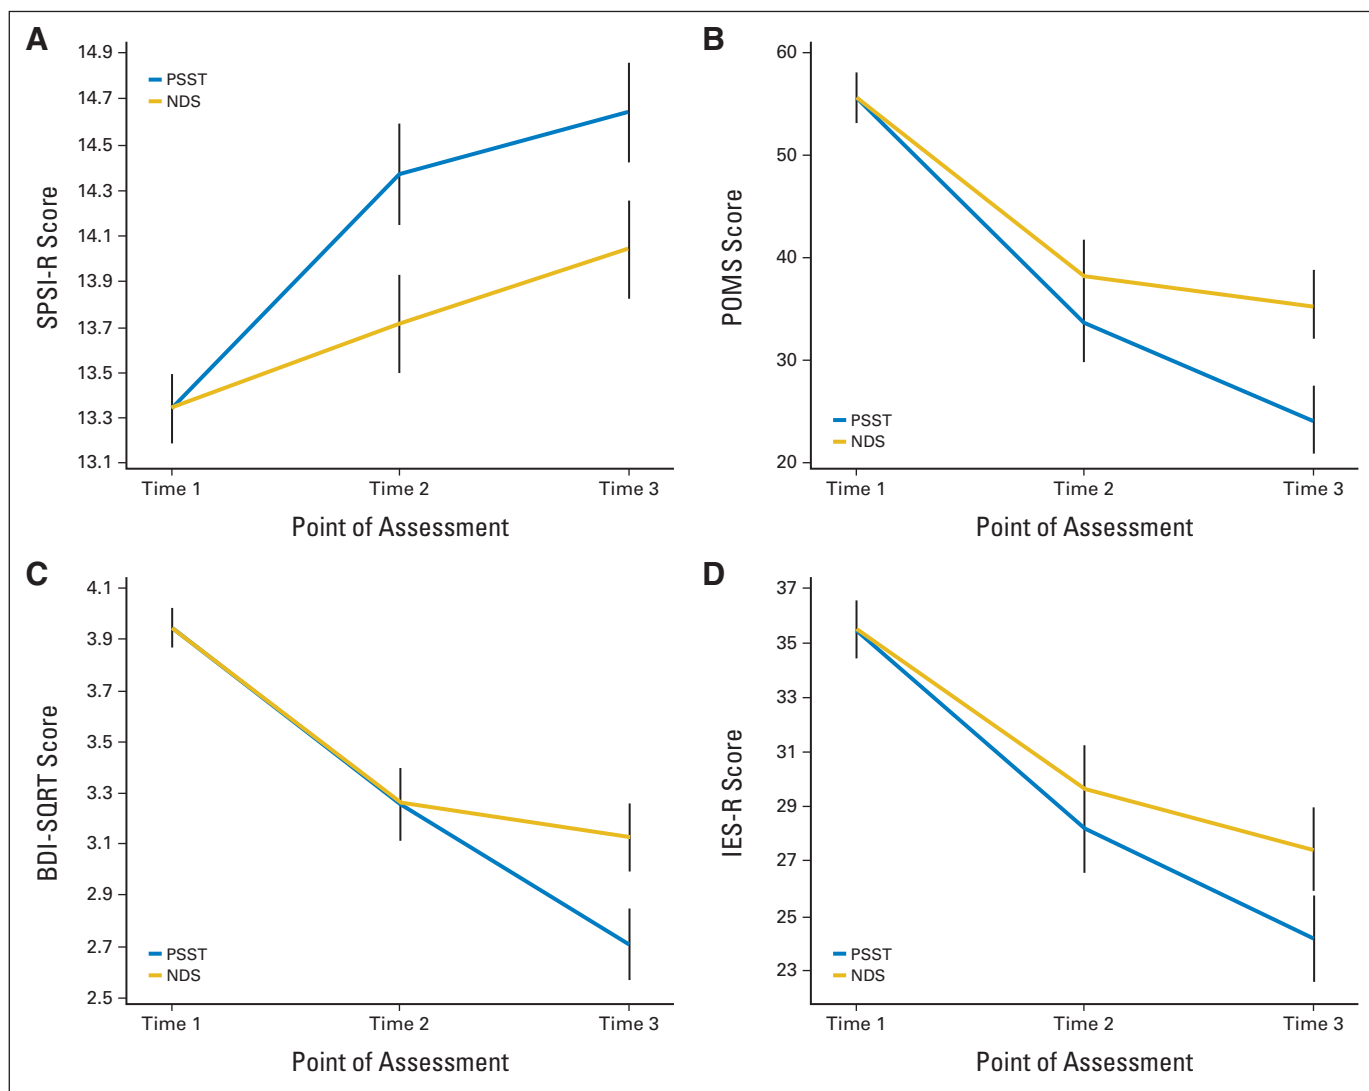 A
14.9
14.7
14.5
14.3
14.1
13.9
13.7
13.5
13.3
13.1
SPSI-R Score
PSST
NDS
Time 1 Time 2 Time 3
Point of Assessment
B
60
50
40
30
20
POMS Score
PSST
NDS
Time 1 Time 2 Time 3
Point of Assessment
C
4.1
3.9
3.7
3.5
3.3
3.1
2.9
2.7
2.5
BDI-SQRT Score
PSST
NDS
Time 1 Time 2 Time 3
Point of Assessment
D
37
35
33
31
29
27
25
23
IES-R Score
PSST
NDS
Time 1 Time 2 Time 3
Point of Assessment